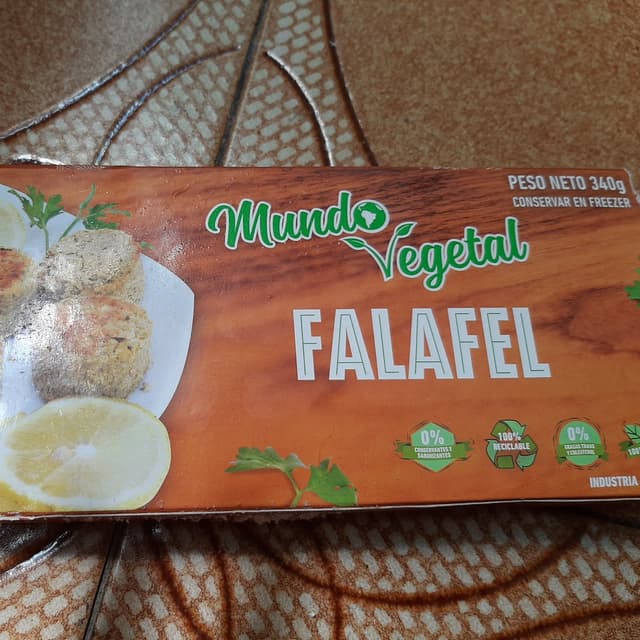 PESO NETO 340g
CONSERVAR EN FREEZER
Mundo
Vegetal
FALAFEL
0%
CONSERVANTES Y
SABORIZANTES
100%
RECICLABLE
0%
GRASAS TRANS
Y COLESTEROL
100%
INDUSTRIA